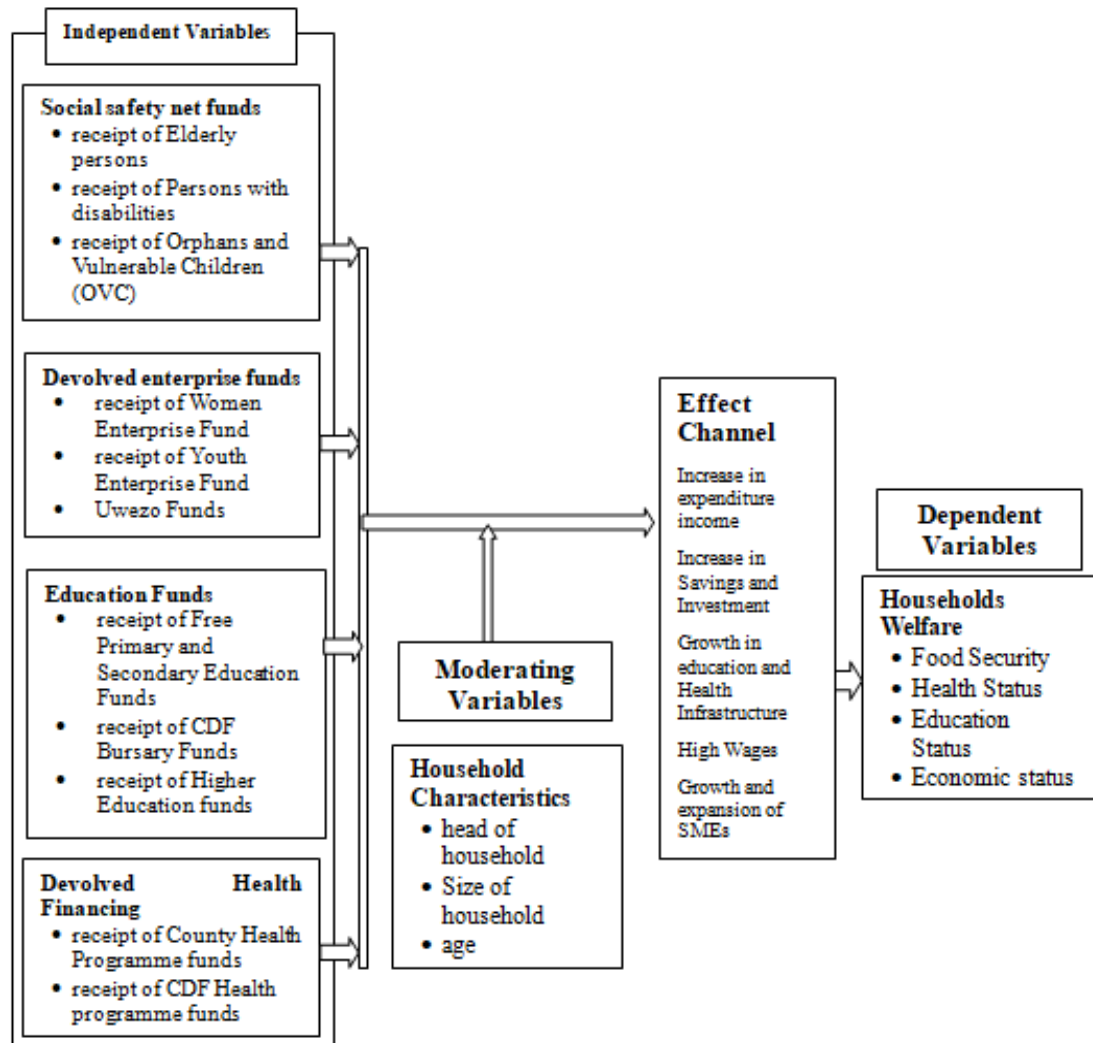 Independent Variables
Social safety net funds
• receipt of Elderly
persons
• receipt of Persons with
disabilities
• receipt of Orphans and
Vulnerable Children
(OVC)
Devolved enterprise funds
• receipt of Women
Enterprise Fund
• receipt of Youth
Enterprise Fund
• Uwezo Funds
Education Funds
• receipt of Free
Primary and
Secondary Education
Funds
• receipt of CDF
Bursary Funds
• receipt of Higher
Education funds
Devolved Health
Financing
• receipt of County Health
Programme funds
• receipt of CDF Health
programme funds
Moderating
Variables
Household
Characteristics
• head of
household
• Size of
household
• age
Effect
Channel
Increase in
expenditure
income
Increase in
Savings and
Investment
Growth in
education and
Health
Infrastructure
High Wages
Growth and
expansion of
SMEs
Dependent
Variables
Households
Welfare
• Food Security
• Health Status
• Education
Status
• Economic status